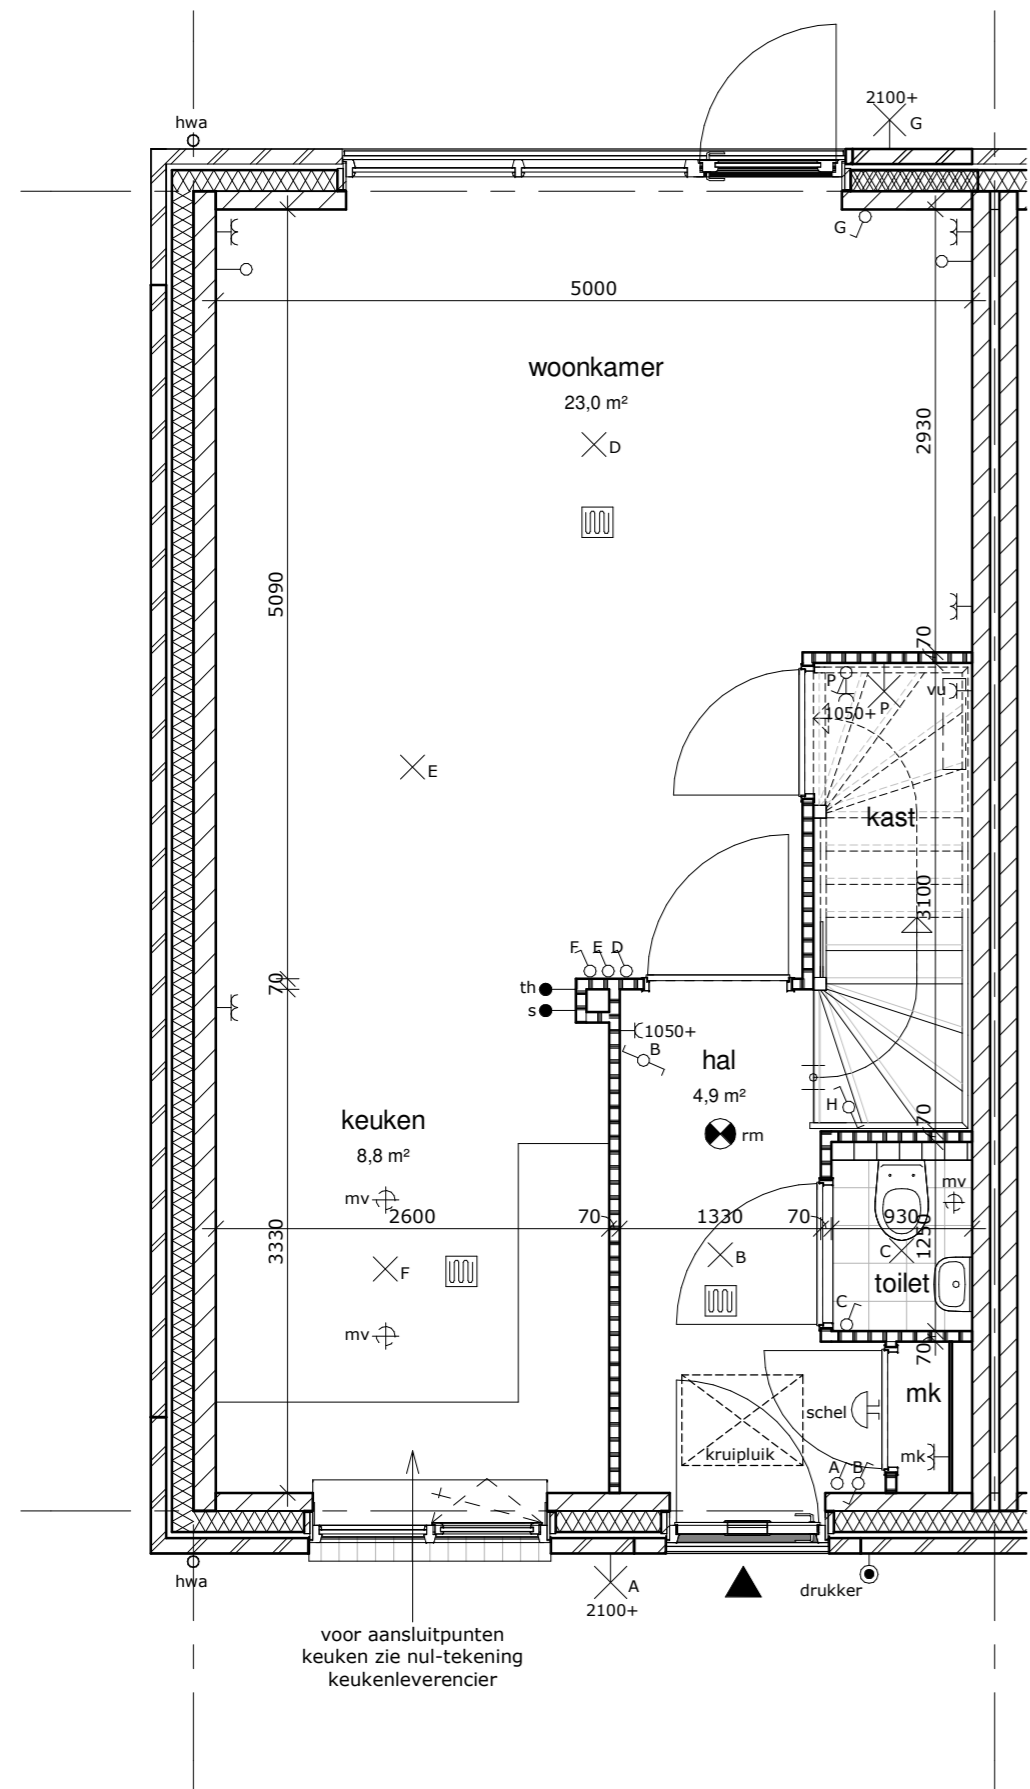 2100+
G
hwa
G
5000
woonkamer
23,0 m²
D
2930
5090
70
P
P
vu
1050+
E
kast
3100
F E D
70
th
s
1050+
B
hal
4,9 m²
H
rm
70
keuken
8,8 m²
mv
mv
2600
70
1330
70
930
3330
1250
F
B
C
toilet
C
mv
70
mk
schel
kruipluik
mk
A B
hwa
A
2100+
drukker
voor aansluitpunten
keuken zie nul-tekening
keukenleverencier